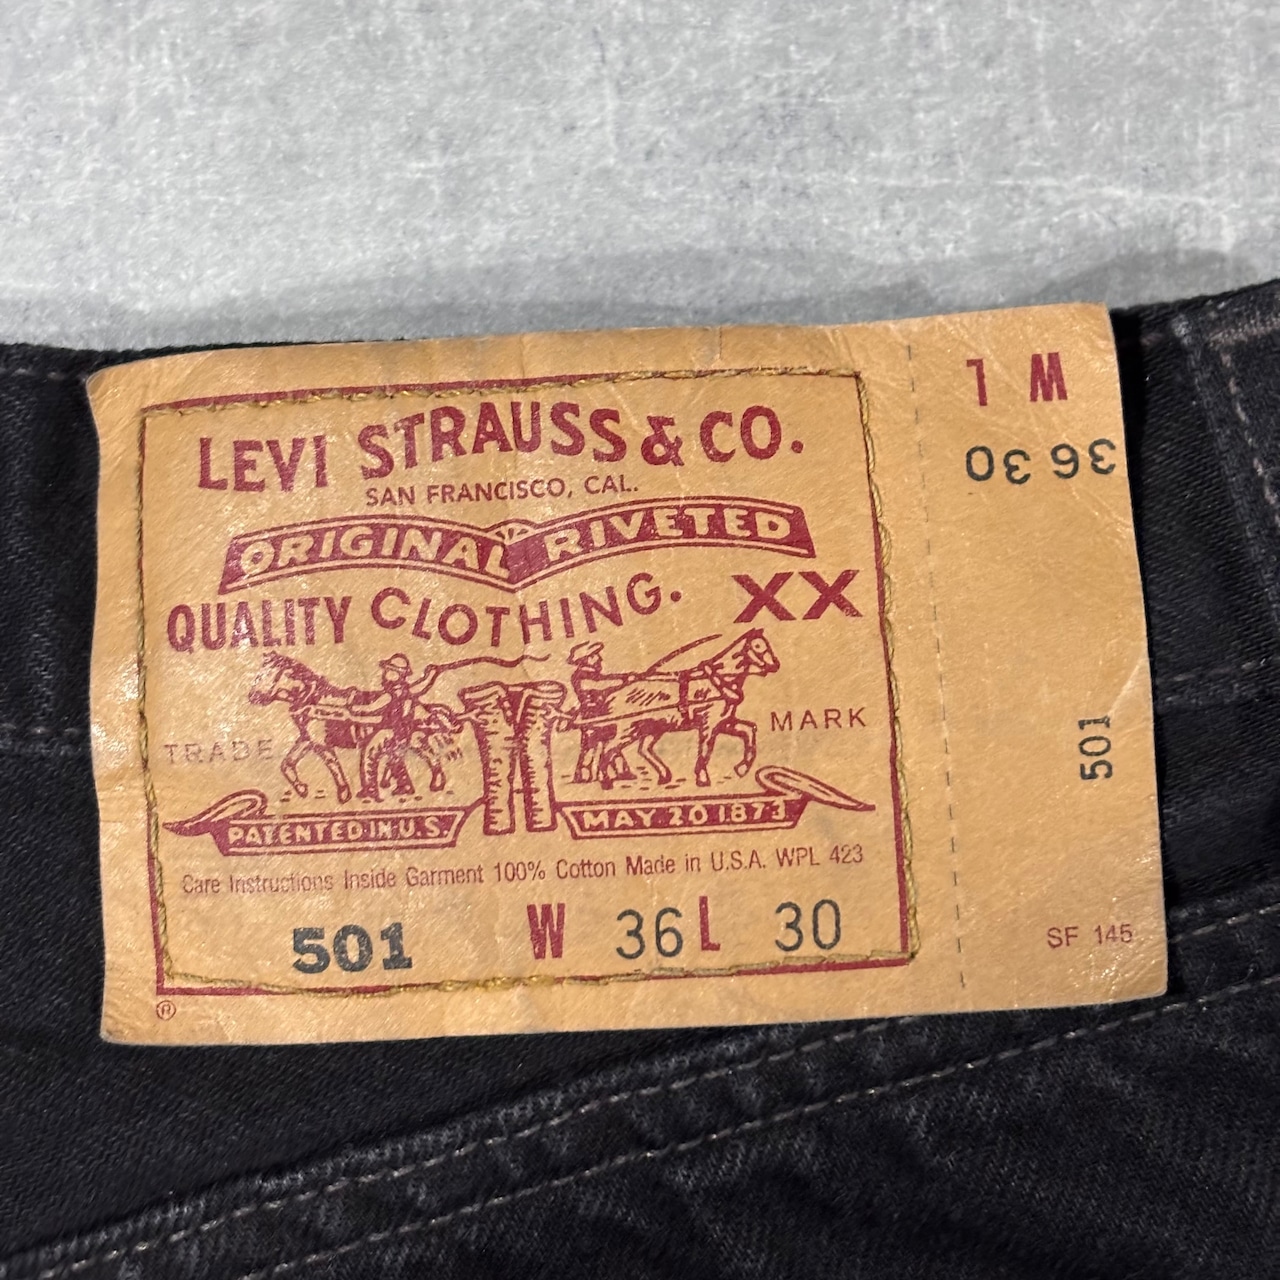 LEVI STRAUSS & CO.
SAN FRANCISCO, CAL.
ORIGINAL RIVETED
QUALITY CLOTHING. XX
TRADE MARK
PATENTED IN U.S. MAY 20 1873
Care Instructions Inside Garment 100% Cotton Made in U.S.A. WPL 423
501 W 36 L 30
®
W L
36 30
501
SF 145